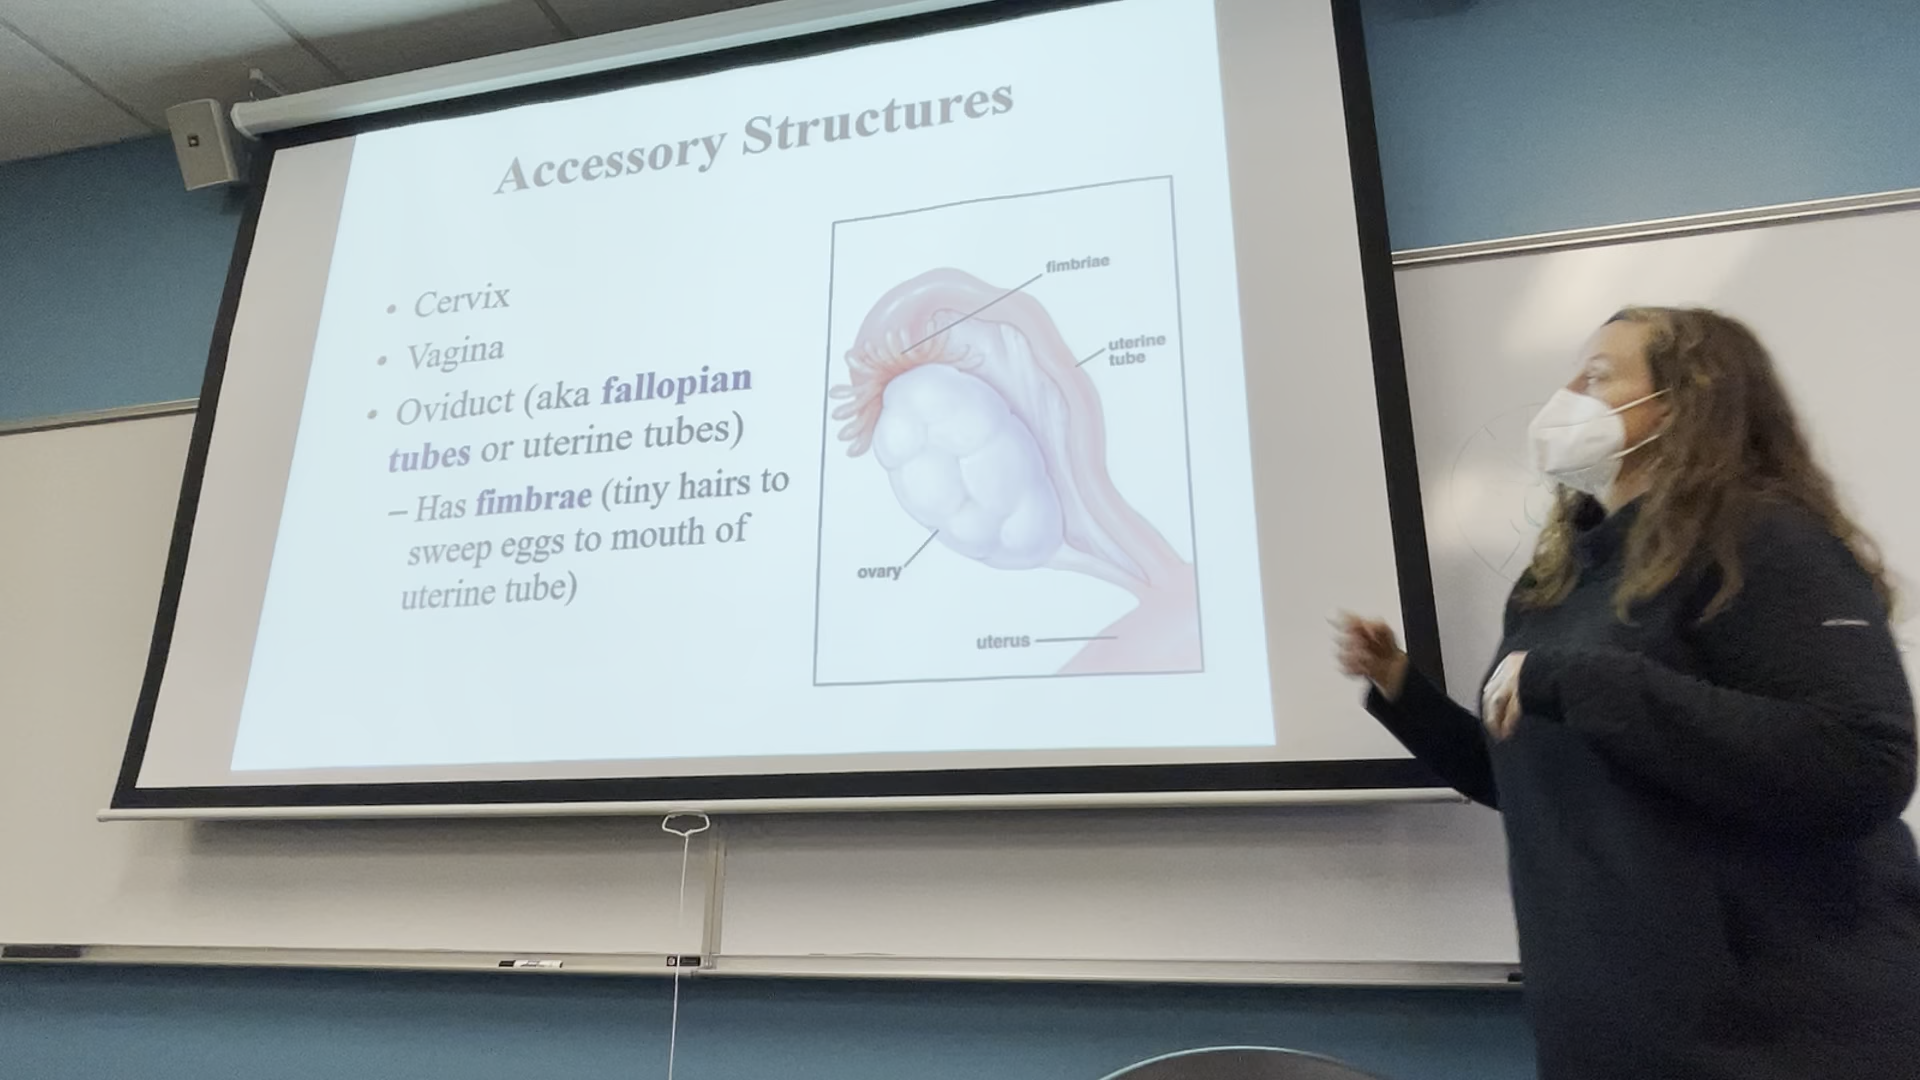 Accessory Structures
• Cervix
• Vagina
• Oviduct (aka fallopian
tubes or uterine tubes)
– Has fimbrae (tiny hairs to
sweep eggs to mouth of
uterine tube)
fimbriae
uterine
tube
ovary
uterus